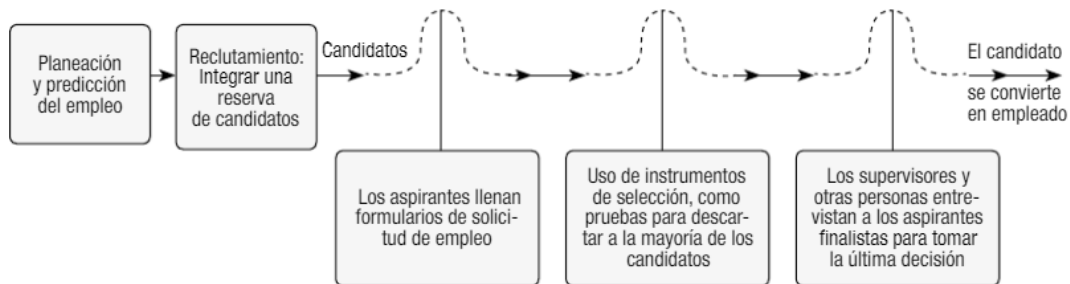 Planeación
y predicción
del empleo
Reclutamiento:
Integrar una
reserva
de candidatos
Candidatos
El candidato
se convierte
en empleado
Los aspirantes llenan
formularios de solici-
tud de empleo
Uso de instrumentos
de selección, como
pruebas para descar-
tar a la mayoría de los
candidatos
Los supervisores y
otras personas entre-
vistan a los aspirantes
finalistas para tomar
la última decisión